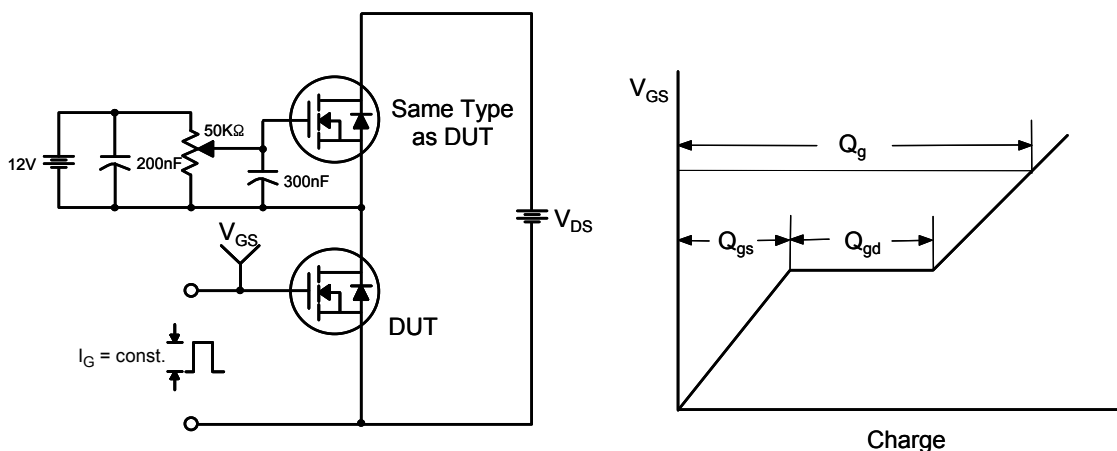 Same Type
as DUT
50KΩ
12V
200nF
300nF
V_GS
V_DS
DUT
I_G = const.
V_GS
Q_g
Q_gs
Q_gd
Charge